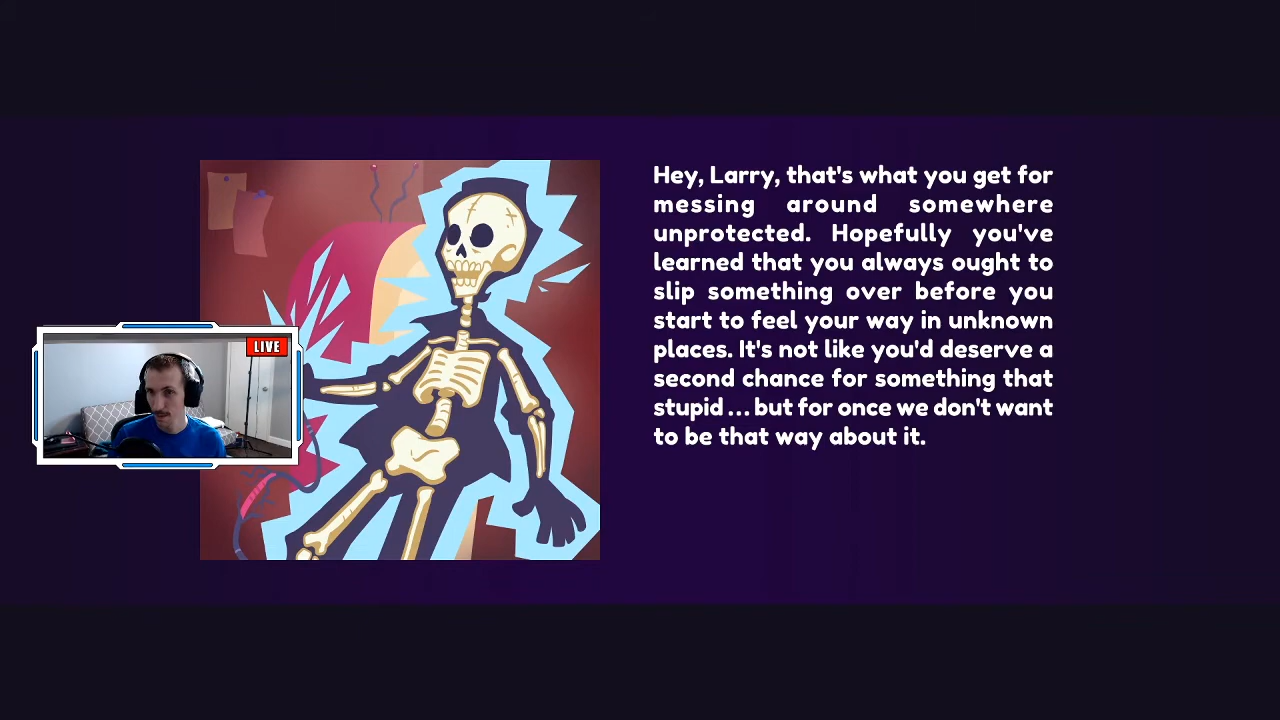 Hey, Larry, that's what you get for
messing around somewhere
unprotected. Hopefully you've
learned that you always ought to
slip something over before you
start to feel your way in unknown
places. It's not like you'd deserve a
second chance for something that
stupid ... but for once we don't want
to be that way about it.
LIVE